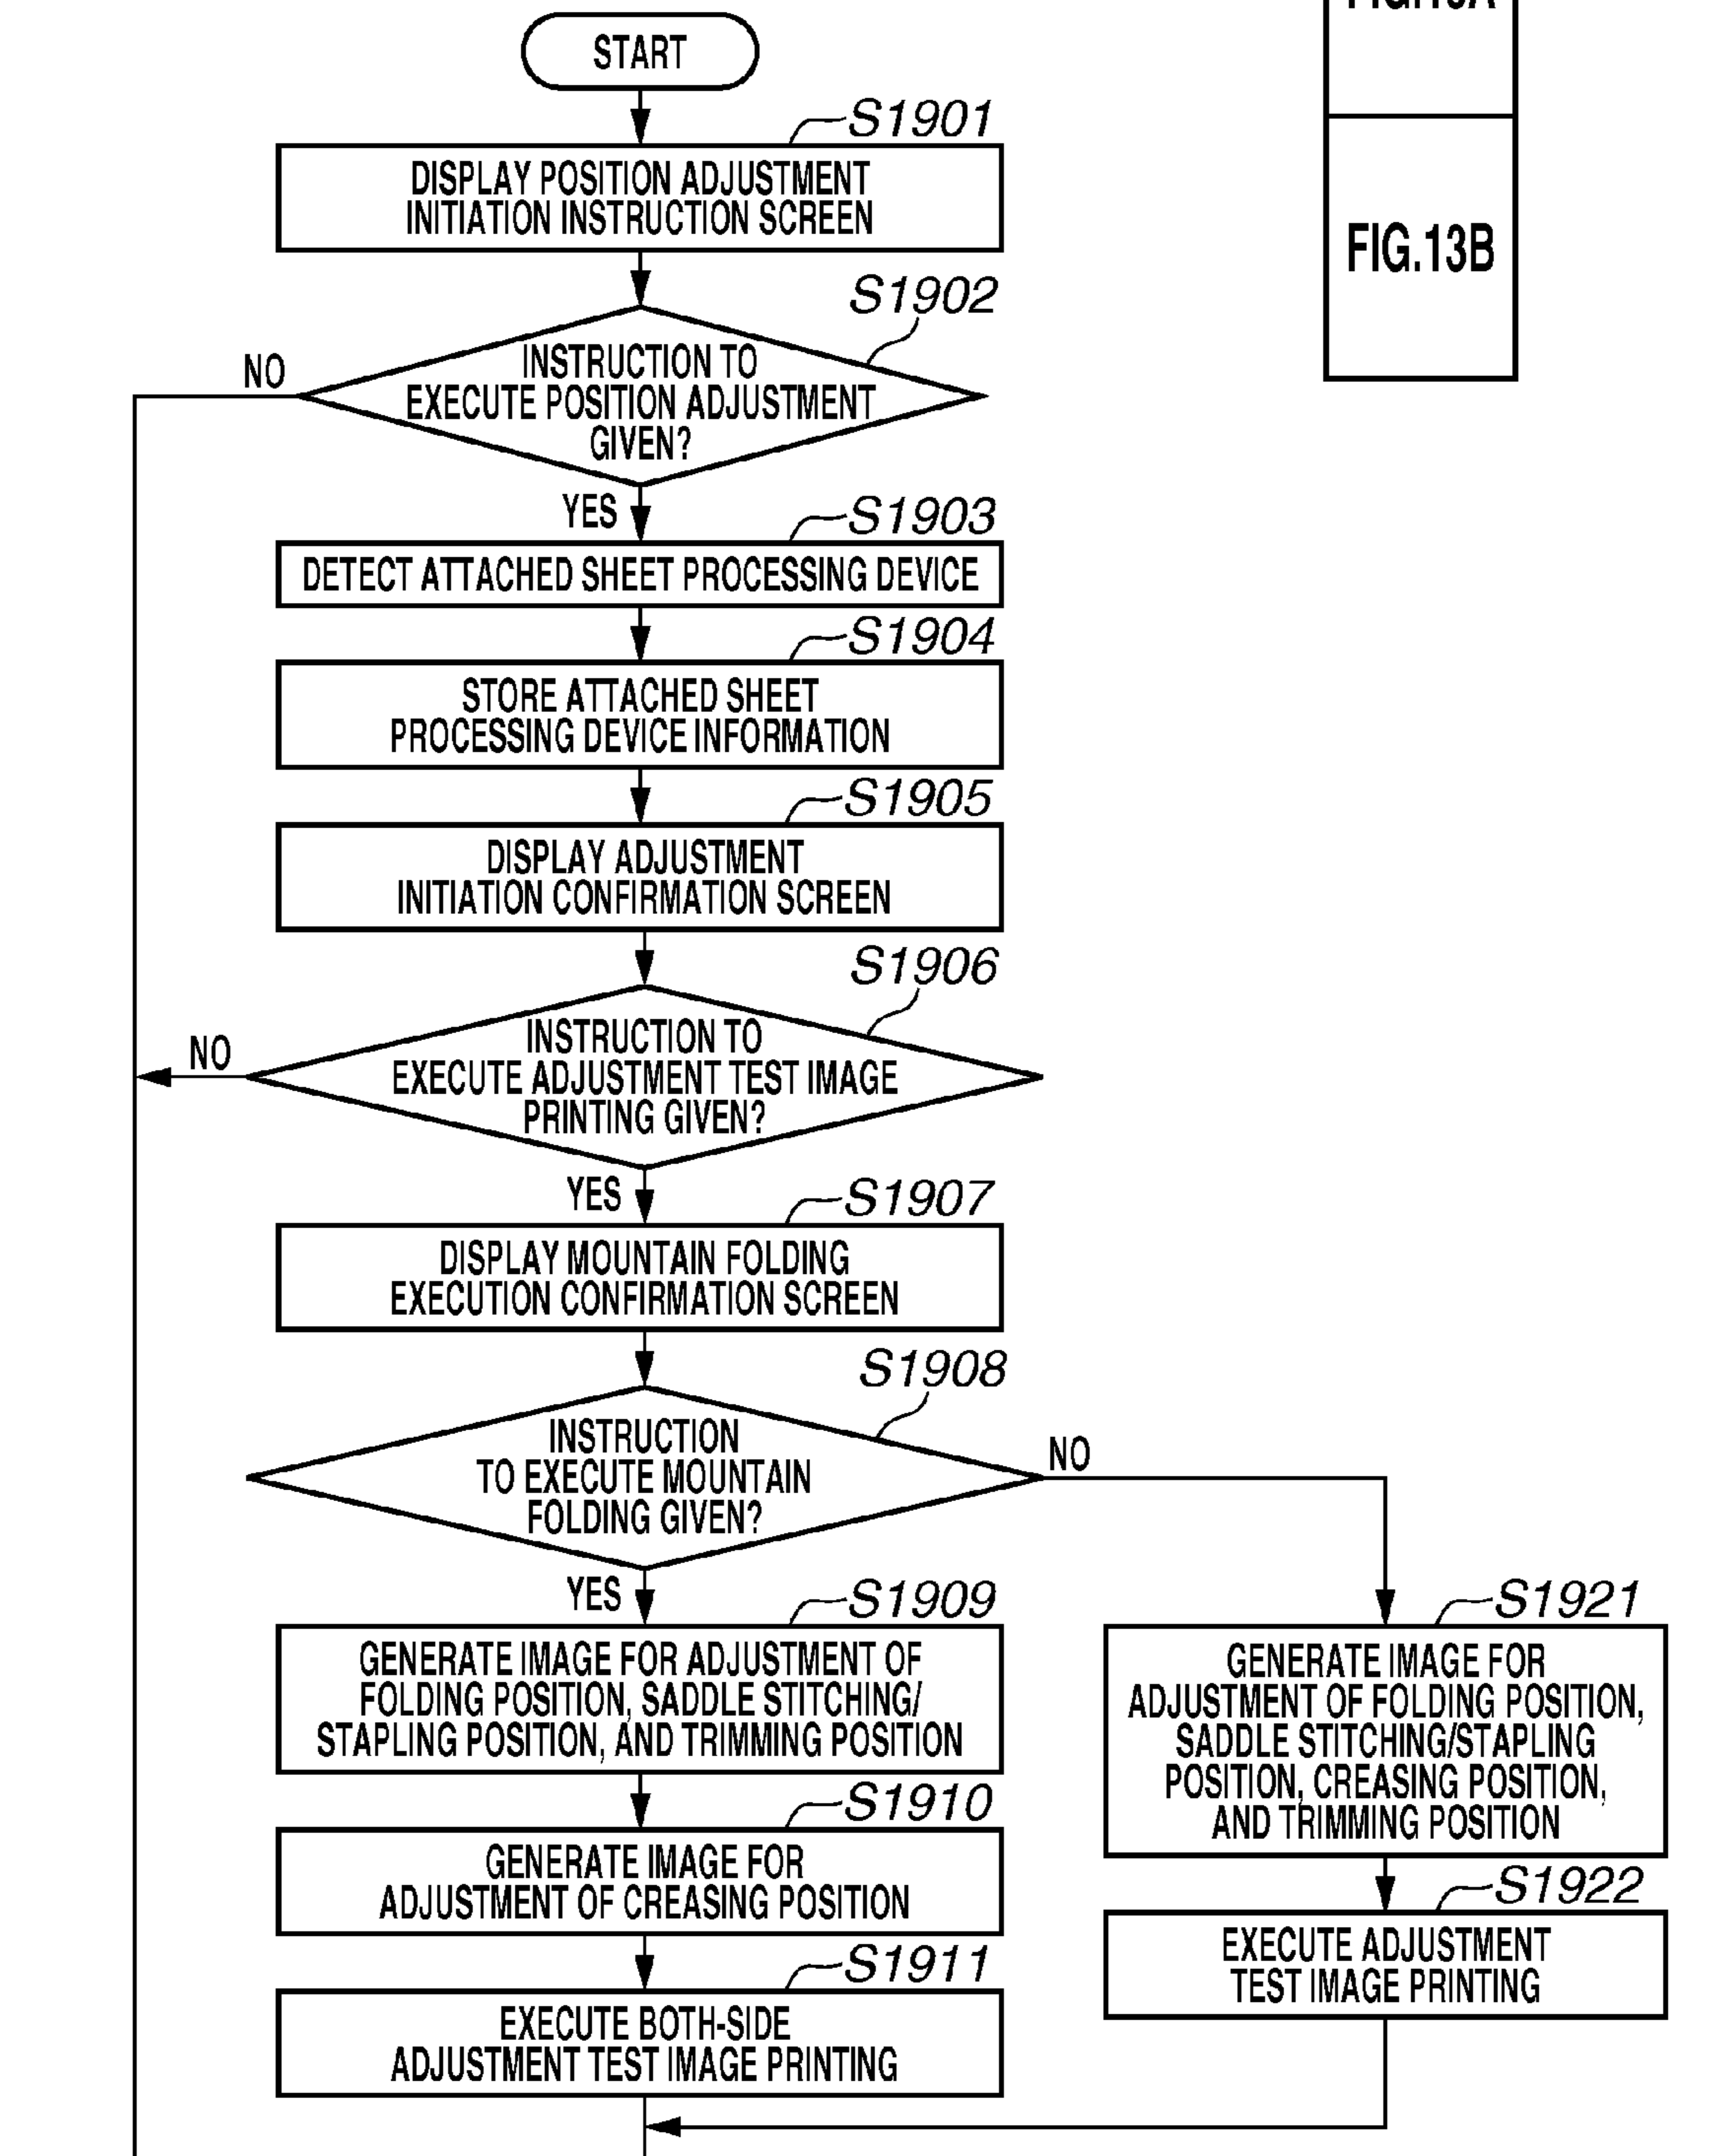 START
S1901
DISPLAY POSITION ADJUSTMENT
INITIATION INSTRUCTION SCREEN
FIG.13B
S1902
INSTRUCTION TO
EXECUTE POSITION ADJUSTMENT
GIVEN?
NO
YES
S1903
DETECT ATTACHED SHEET PROCESSING DEVICE
S1904
STORE ATTACHED SHEET
PROCESSING DEVICE INFORMATION
S1905
DISPLAY ADJUSTMENT
INITIATION CONFIRMATION SCREEN
S1906
INSTRUCTION TO
EXECUTE ADJUSTMENT TEST IMAGE
PRINTING GIVEN?
NO
YES
S1907
DISPLAY MOUNTAIN FOLDING
EXECUTION CONFIRMATION SCREEN
S1908
INSTRUCTION
TO EXECUTE MOUNTAIN
FOLDING GIVEN?
NO
YES
S1909
GENERATE IMAGE FOR ADJUSTMENT OF
FOLDING POSITION, SADDLE STITCHING/
STAPLING POSITION, AND TRIMMING POSITION
S1910
GENERATE IMAGE FOR
ADJUSTMENT OF CREASING POSITION
S1911
EXECUTE BOTH-SIDE
ADJUSTMENT TEST IMAGE PRINTING
S1921
GENERATE IMAGE FOR
ADJUSTMENT OF FOLDING POSITION,
SADDLE STITCHING/STAPLING
POSITION, CREASING POSITION,
AND TRIMMING POSITION
S1922
EXECUTE ADJUSTMENT
TEST IMAGE PRINTING